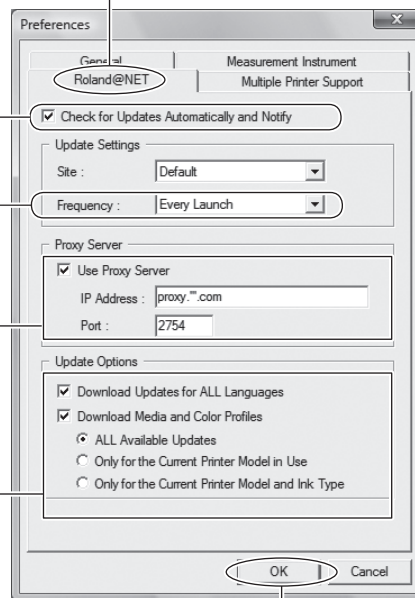 Preferences
General
Measurement Instrument
Roland@NET
Multiple Printer Support
Check for Updates Automatically and Notify
Update Settings
Site :
Default
Frequency :
Every Launch
Proxy Server
Use Proxy Server
IP Address :
proxy."".com
Port :
2754
Update Options
Download Updates for ALL Languages
Download Media and Color Profiles
ALL Available Updates
Only for the Current Printer Model in Use
Only for the Current Printer Model and Ink Type
OK
Cancel